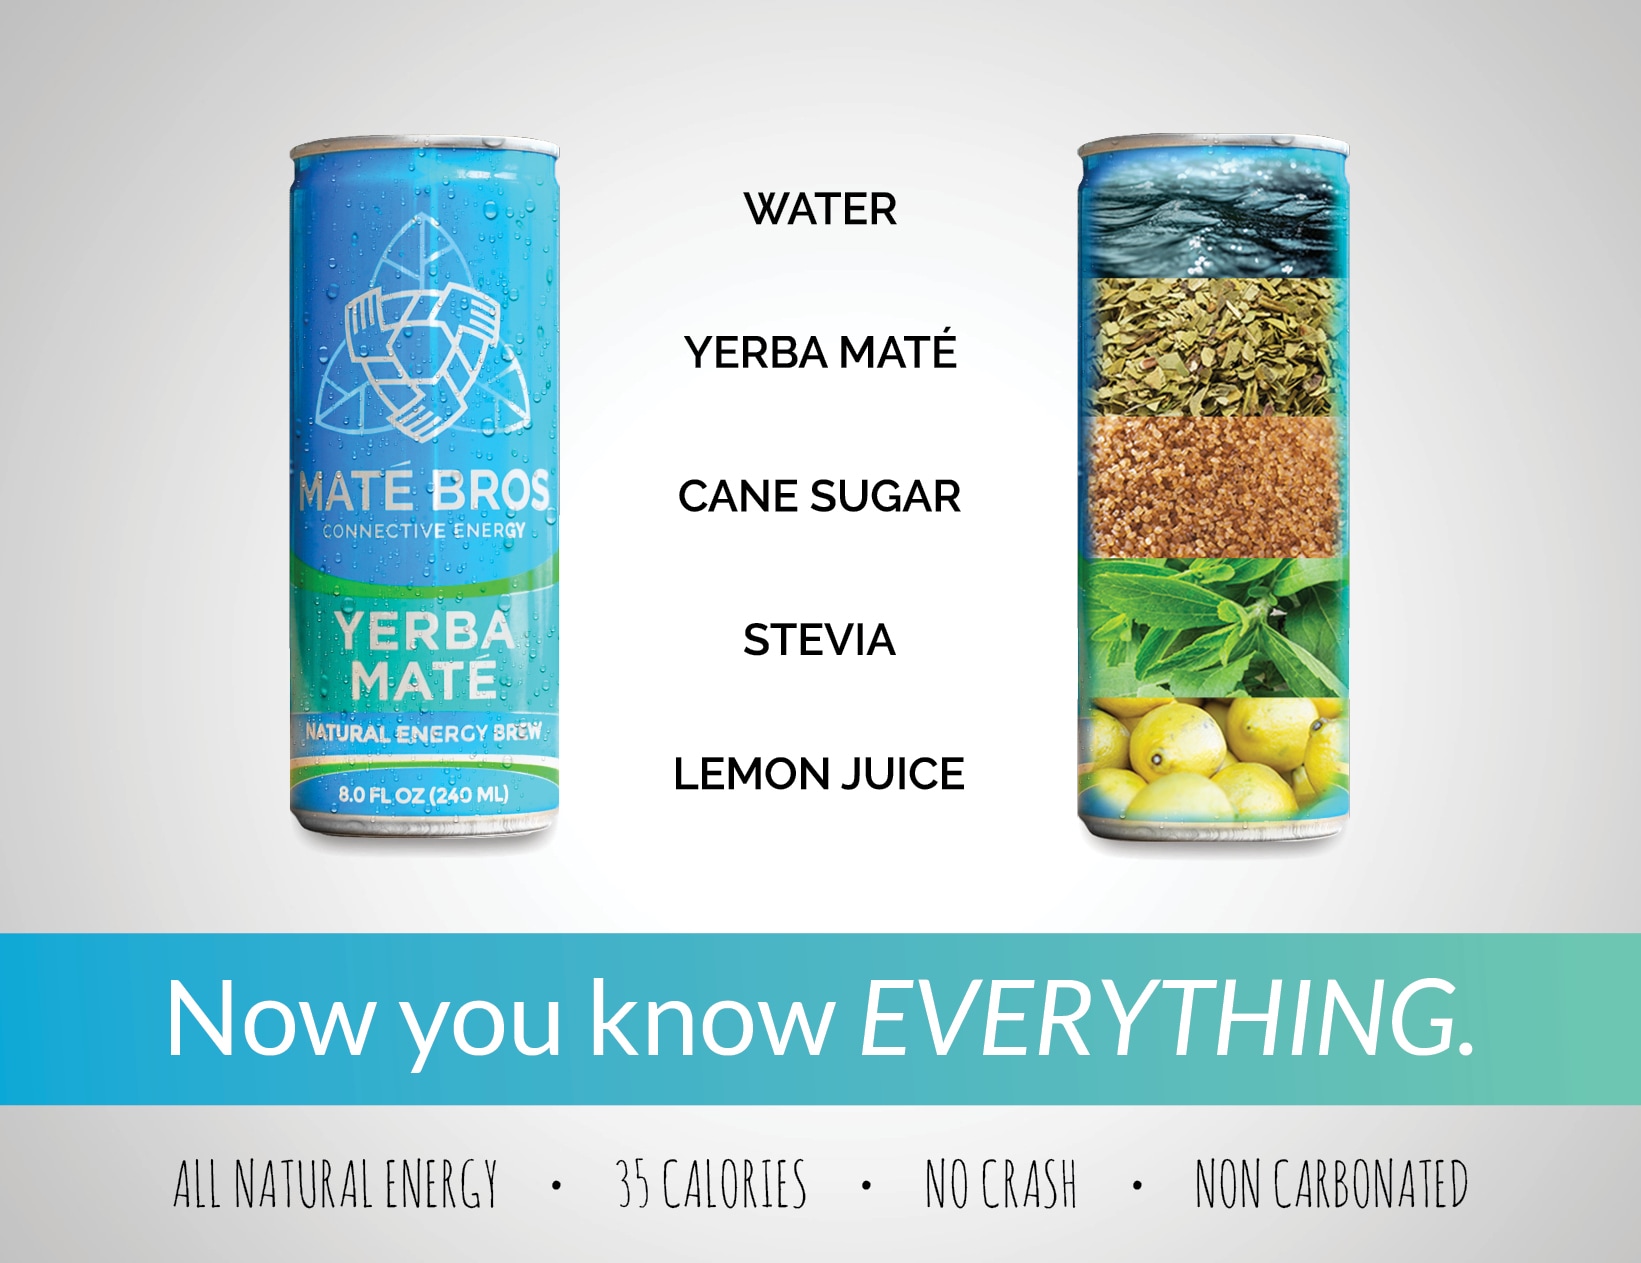 MATÉ BROS
CONNECTIVE ENERGY
YERBA
MATÉ
NATURAL ENERGY BREW
8.0 FL OZ (240 ML)
WATER
YERBA MATÉ
CANE SUGAR
STEVIA
LEMON JUICE
Now you know EVERYTHING.
ALL NATURAL ENERGY • 35 CALORIES • NO CRASH • NON CARBONATED